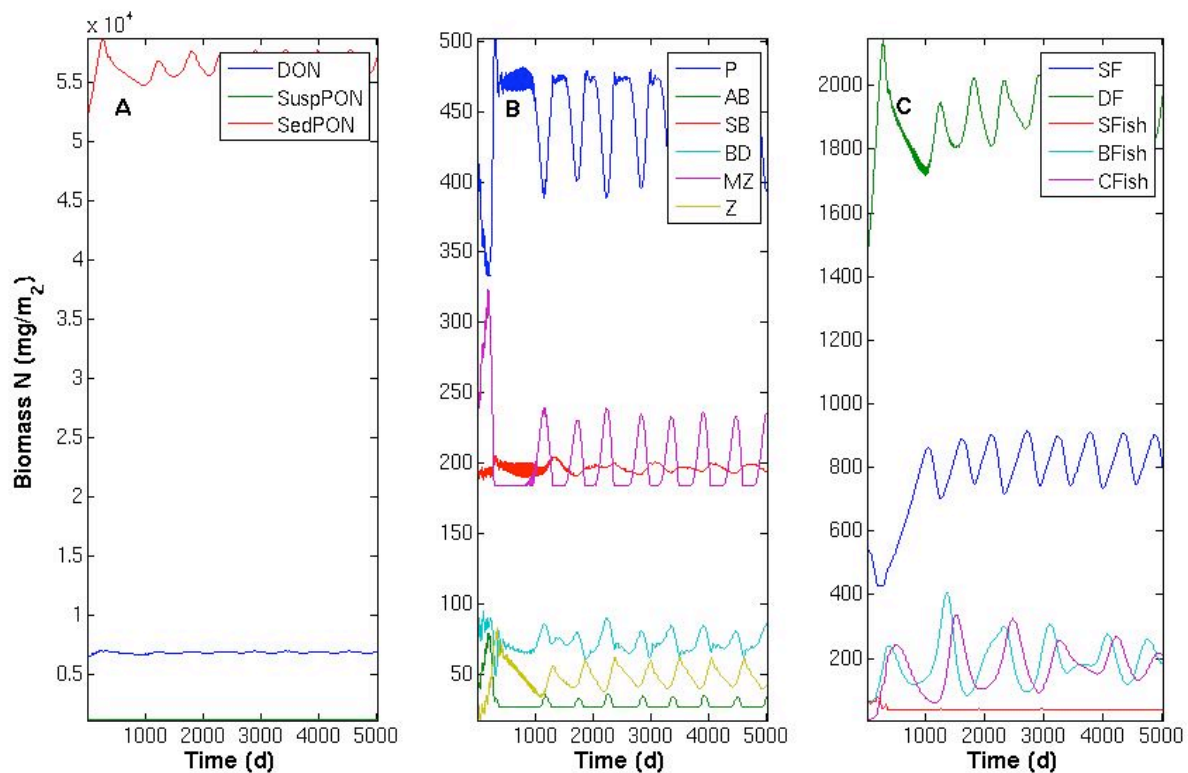 x 10^4
5.5
5
4.5
4
3.5
3
2.5
2
1.5
1
0.5
A
DON
SuspPON
SedPON
Biomass N (mg/m_2)
1000 2000 3000 4000 5000
Time (d)
500
450
400
350
300
250
200
150
100
50
B
P
AB
SB
BD
MZ
Z
1000 2000 3000 4000 5000
Time (d)
2000
1800
1600
1400
1200
1000
800
600
400
200
C
SF
DF
SFish
BFish
CFish
1000 2000 3000 4000 5000
Time (d)